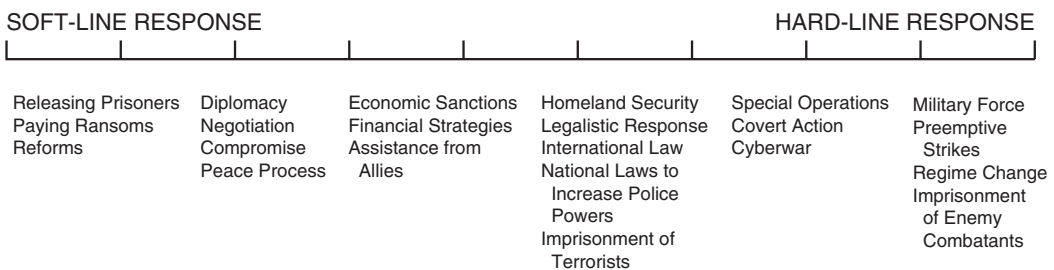 SOFT-LINE RESPONSE
HARD-LINE RESPONSE
Releasing Prisoners
Paying Ransoms
Reforms
Diplomacy
Negotiation
Compromise
Peace Process
Economic Sanctions
Financial Strategies
Assistance from
Allies
Homeland Security
Legalistic Response
International Law
National Laws to
Increase Police
Powers
Imprisonment of
Terrorists
Special Operations
Covert Action
Cyberwar
Military Force
Preemptive
Strikes
Regime Change
Imprisonment
of Enemy
Combatants